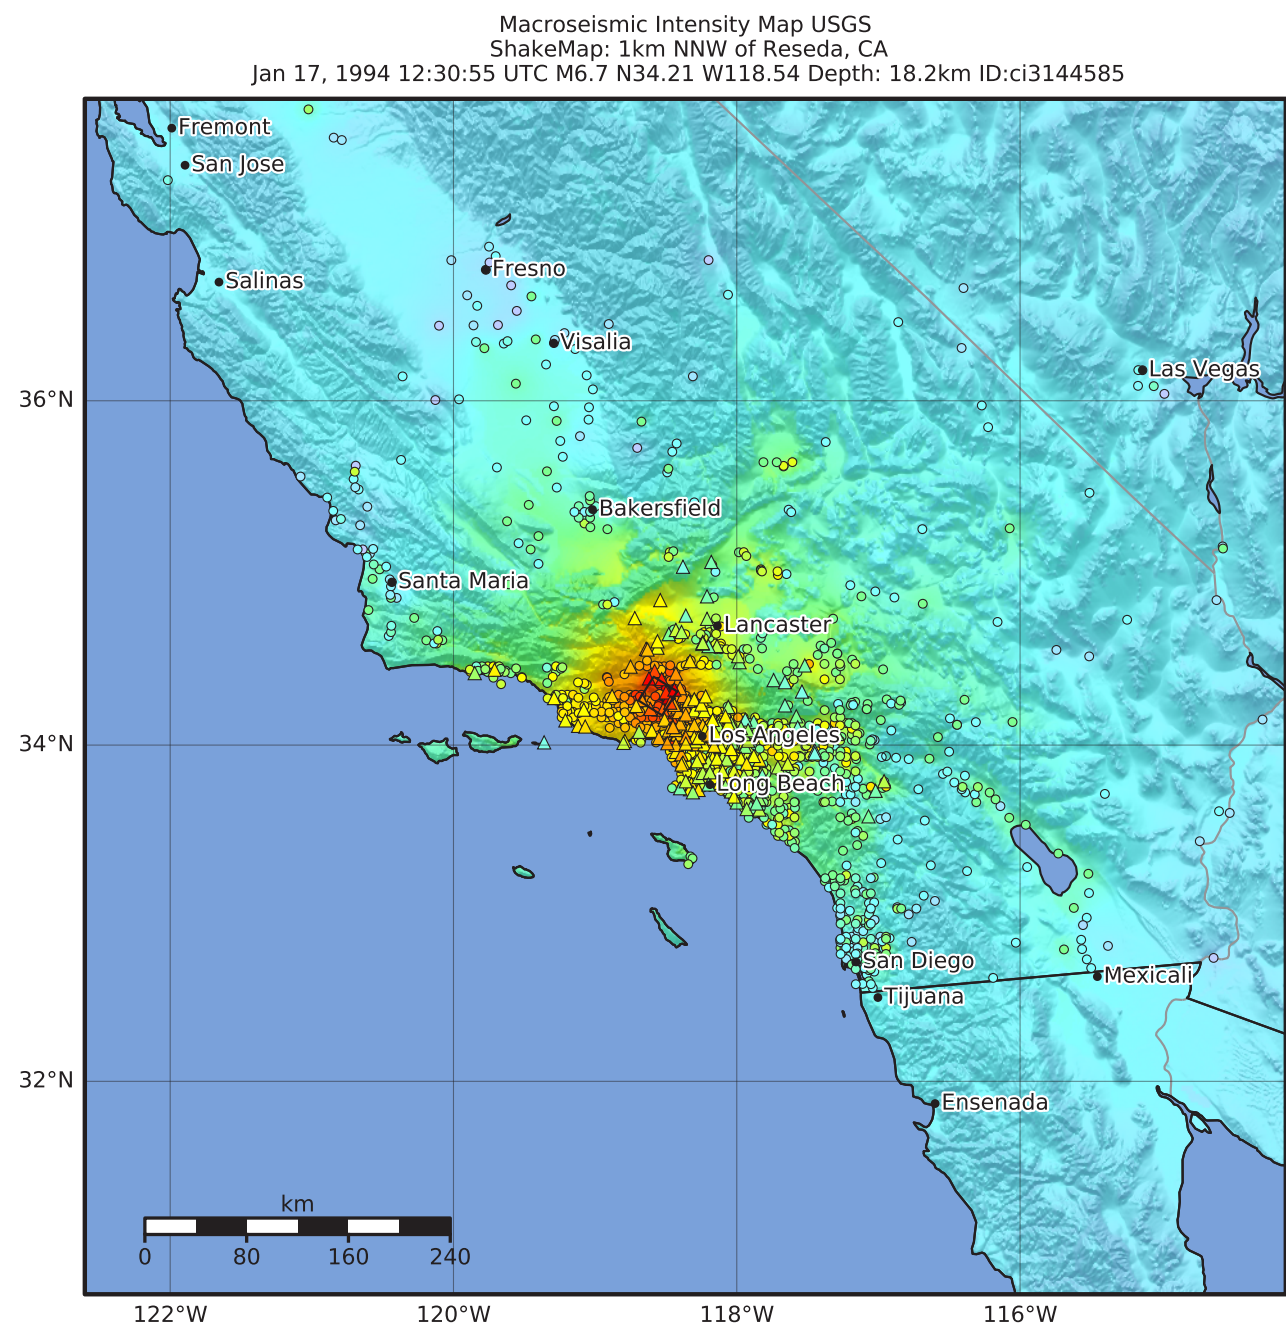 Macroseismic Intensity Map USGS
ShakeMap: 1km NNW of Reseda, CA
Jan 17, 1994 12:30:55 UTC M6.7 N34.21 W118.54 Depth: 18.2km ID:ci3144585
Fremont
San Jose
Fresno
Salinas
Visalia
Las Vegas
36°N
Bakersfield
Santa Maria
Lancaster
Los Angeles
34°N
Long Beach
San Diego
Mexicali
Tijuana
32°N
Ensenada
km
0 80 160 240
122°W 120°W 118°W 116°W